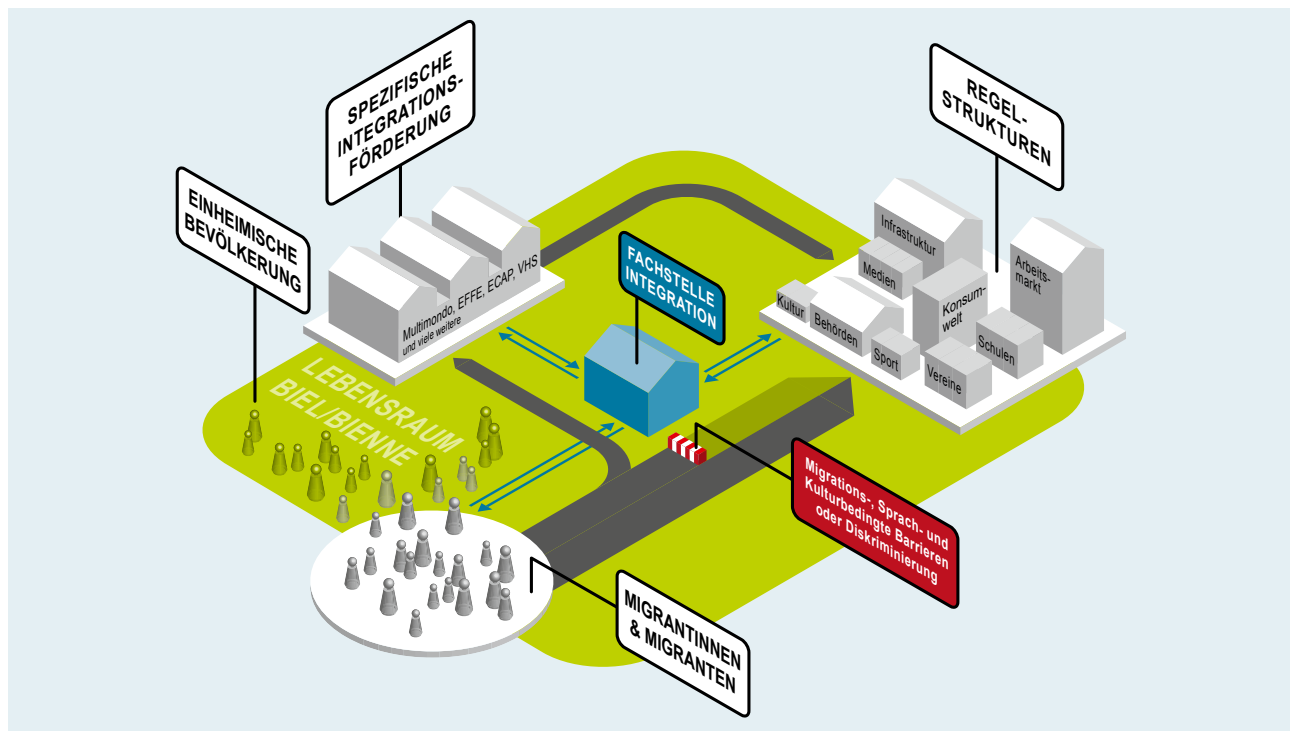 SPEZIFISCHE
INTEGRATIONS-
FÖRDERUNG
REGEL-
STRUKTUREN
EINHEIMISCHE
BEVÖLKERUNG
FACHSTELLE
INTEGRATION
Multimondo, EFFE, ECAP, VHS
und viele weitere
Infrastruktur
Medien
Arbeits-
markt
Kultur
Behörden
Konsum-
welt
Sport
Schulen
Vereine
LEBENSRAUM
BIEL/BIENNE
Migrations-, Sprach- und
Kulturbedingte Barrieren
oder Diskriminierung
MIGRANTINNEN
& MIGRANTEN